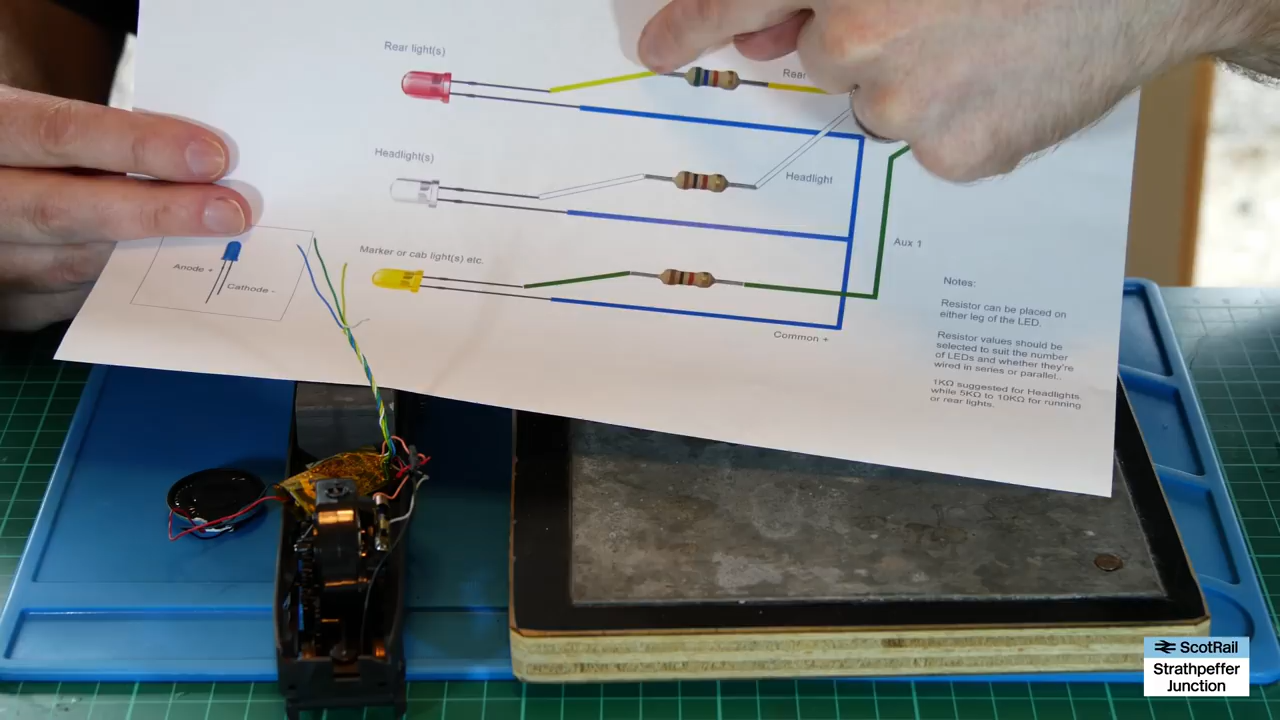 Rear light(s)
Rear
Headlight(s)
Headlight
Aux 1
Marker or cab light(s) etc.
Anode +
Cathode -
Common +
Notes:
Resistor can be placed on
either leg of the LED.
Resistor values should be
selected to suit the number
of LEDs and whether they're
wired in series or parallel..
1KΩ suggested for Headlights.
while 5KΩ to 10KΩ for running
or rear lights.
ScotRail
Strathpeffer
Junction